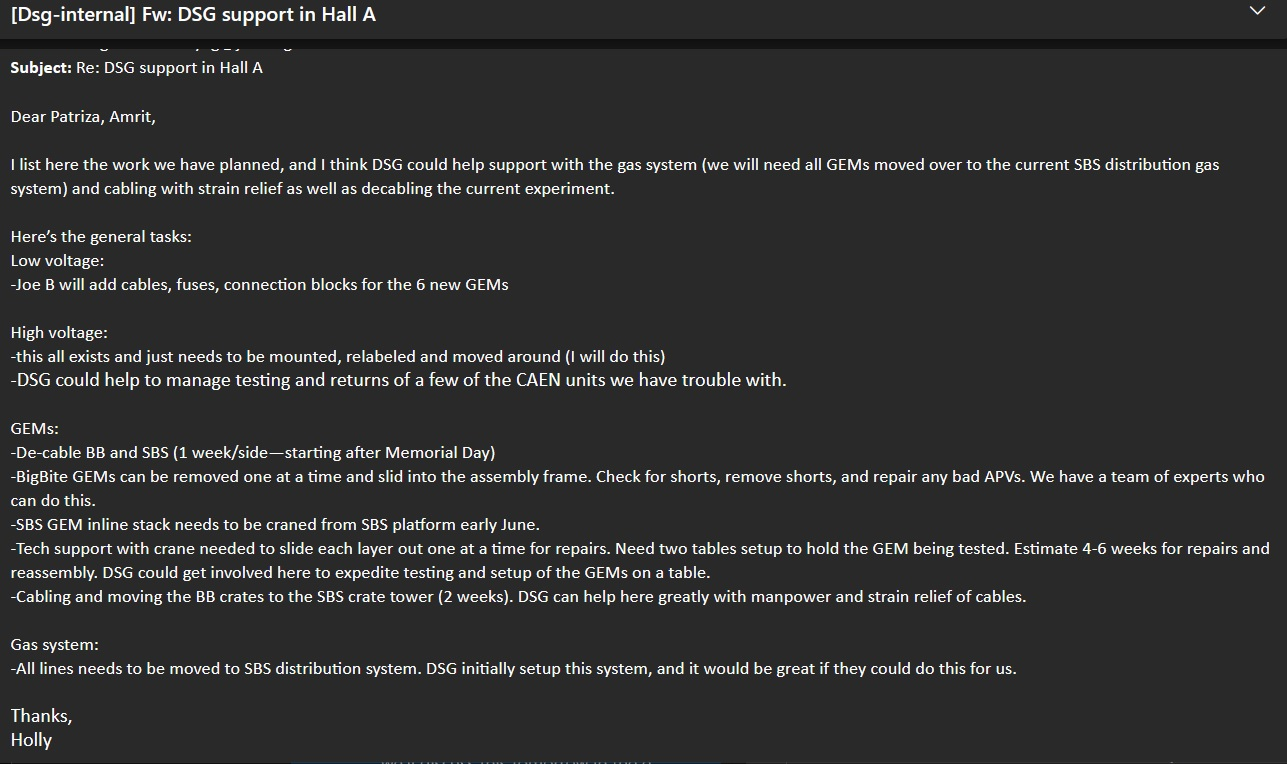 [Dsg-internal] Fw: DSG support in Hall A
Subject: Re: DSG support in Hall A
Dear Patriza, Amrit,
I list here the work we have planned, and I think DSG could help support with the gas system (we will need all GEMs moved over to the current SBS distribution gas
system) and cabling with strain relief as well as decabling the current experiment.
Here’s the general tasks:
Low voltage:
-Joe B will add cables, fuses, connection blocks for the 6 new GEMs
High voltage:
-this all exists and just needs to be mounted, relabeled and moved around (I will do this)
-DSG could help to manage testing and returns of a few of the CAEN units we have trouble with.
GEMs:
-De-cable BB and SBS (1 week/side—starting after Memorial Day)
-BigBite GEMs can be removed one at a time and slid into the assembly frame. Check for shorts, remove shorts, and repair any bad APVs. We have a team of experts who
can do this.
-SBS GEM inline stack needs to be craned from SBS platform early June.
-Tech support with crane needed to slide each layer out one at a time for repairs. Need two tables setup to hold the GEM being tested. Estimate 4-6 weeks for repairs and
reassembly. DSG could get involved here to expedite testing and setup of the GEMs on a table.
-Cabling and moving the BB crates to the SBS crate tower (2 weeks). DSG can help here greatly with manpower and strain relief of cables.
Gas system:
-All lines needs to be moved to SBS distribution system. DSG initially setup this system, and it would be great if they could do this for us.
Thanks,
Holly